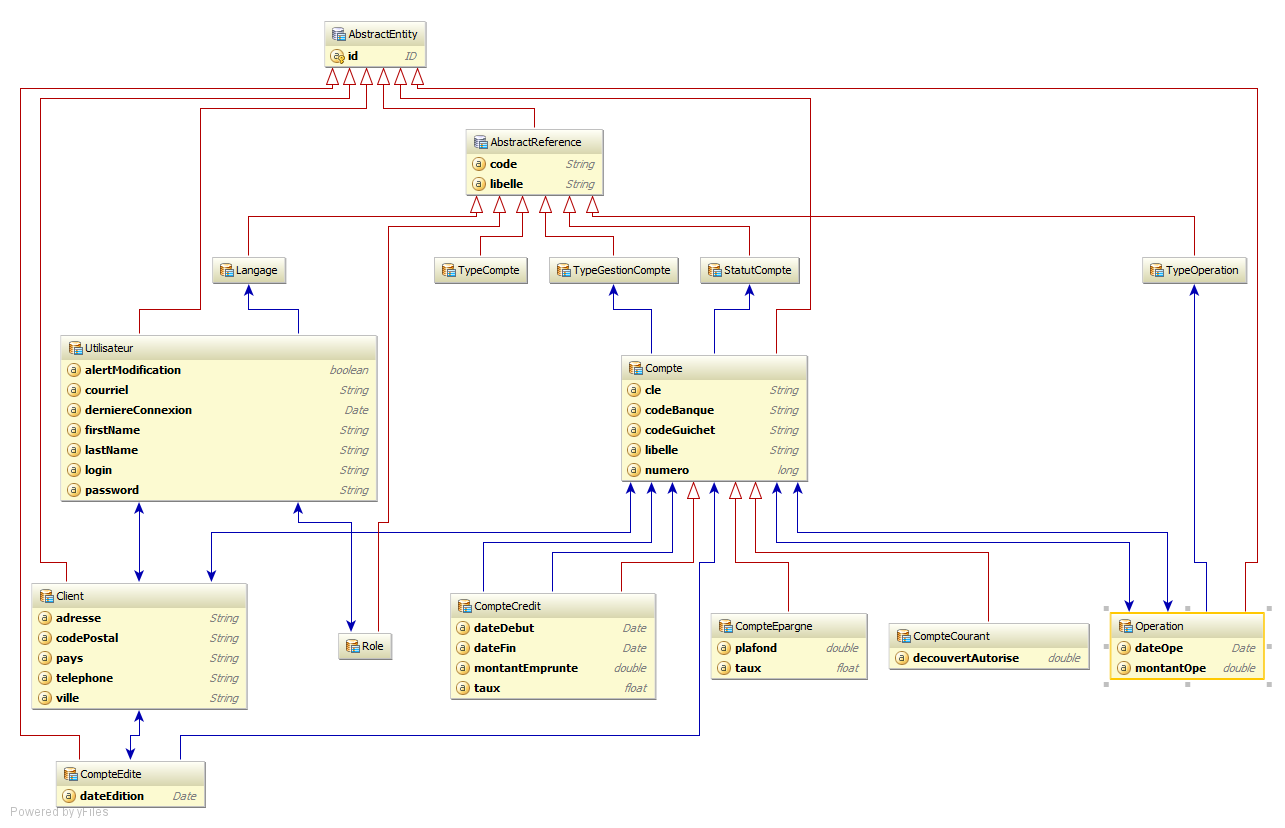 AbstractEntity
id ID
AbstractReference
code String
libelle String
Langage
TypeCompte
TypeGestionCompte
StatutCompte
TypeOperation
Utilisateur
alertModification boolean
courriel String
derniereConnexion Date
firstName String
lastName String
login String
password String
Compte
cle String
codeBanque String
codeGuichet String
libelle String
numero long
Client
adresse String
codePostal String
pays String
telephone String
ville String
Role
CompteCredit
dateDebut Date
dateFin Date
montantEmprunte double
taux float
CompteEpargne
plafond double
taux float
CompteCourant
decouvertAutorise double
Operation
dateOpe Date
montantOpe double
CompteEdite
dateEdition Date
Powered by yFiles